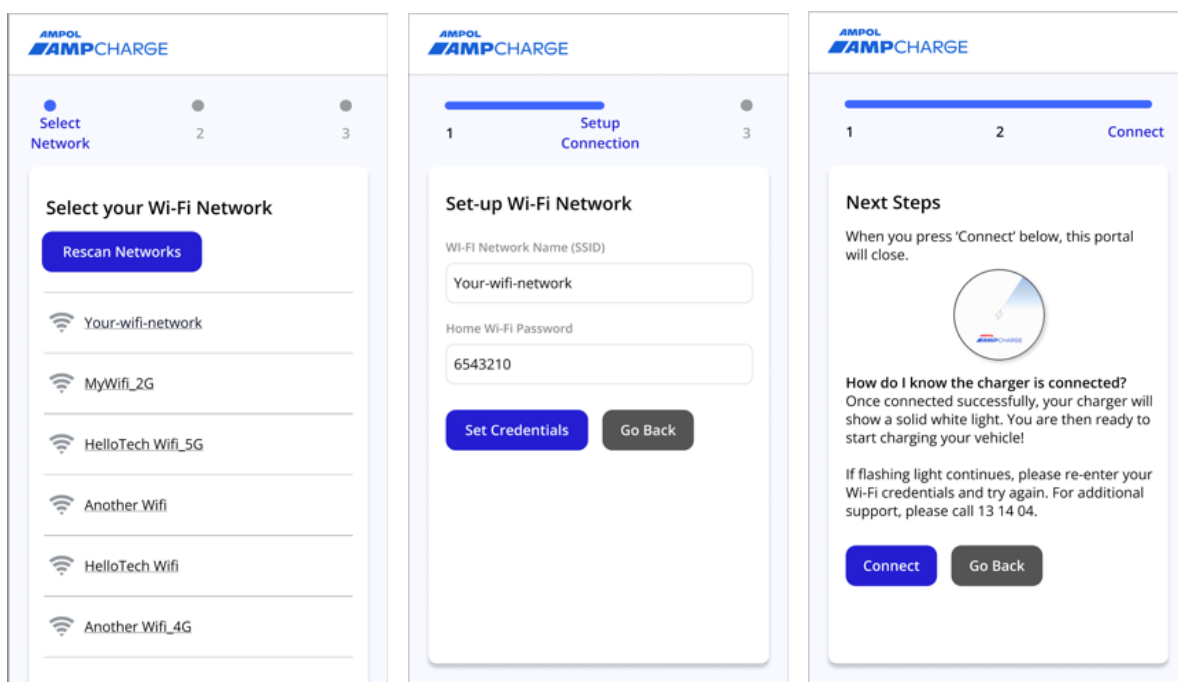 AMPOL
AMPCHARGE
Select
Network
2
3
Select your Wi-Fi Network
Rescan Networks
Your-wifi-network
MyWifi_2G
HelloTech Wifi_5G
Another Wifi
HelloTech Wifi
Another Wifi_4G
AMPOL
AMPCHARGE
1
Setup
Connection
3
Set-up Wi-Fi Network
WI-FI Network Name (SSID)
Your-wifi-network
Home Wi-Fi Password
6543210
Set Credentials
Go Back
AMPOL
AMPCHARGE
1
2
Connect
Next Steps
When you press ‘Connect’ below, this portal
will close.
AMPOL
AMPCHARGE
How do I know the charger is connected?
Once connected successfully, your charger will
show a solid white light. You are then ready to
start charging your vehicle!
If flashing light continues, please re-enter your
Wi-Fi credentials and try again. For additional
support, please call 13 14 04.
Connect
Go Back